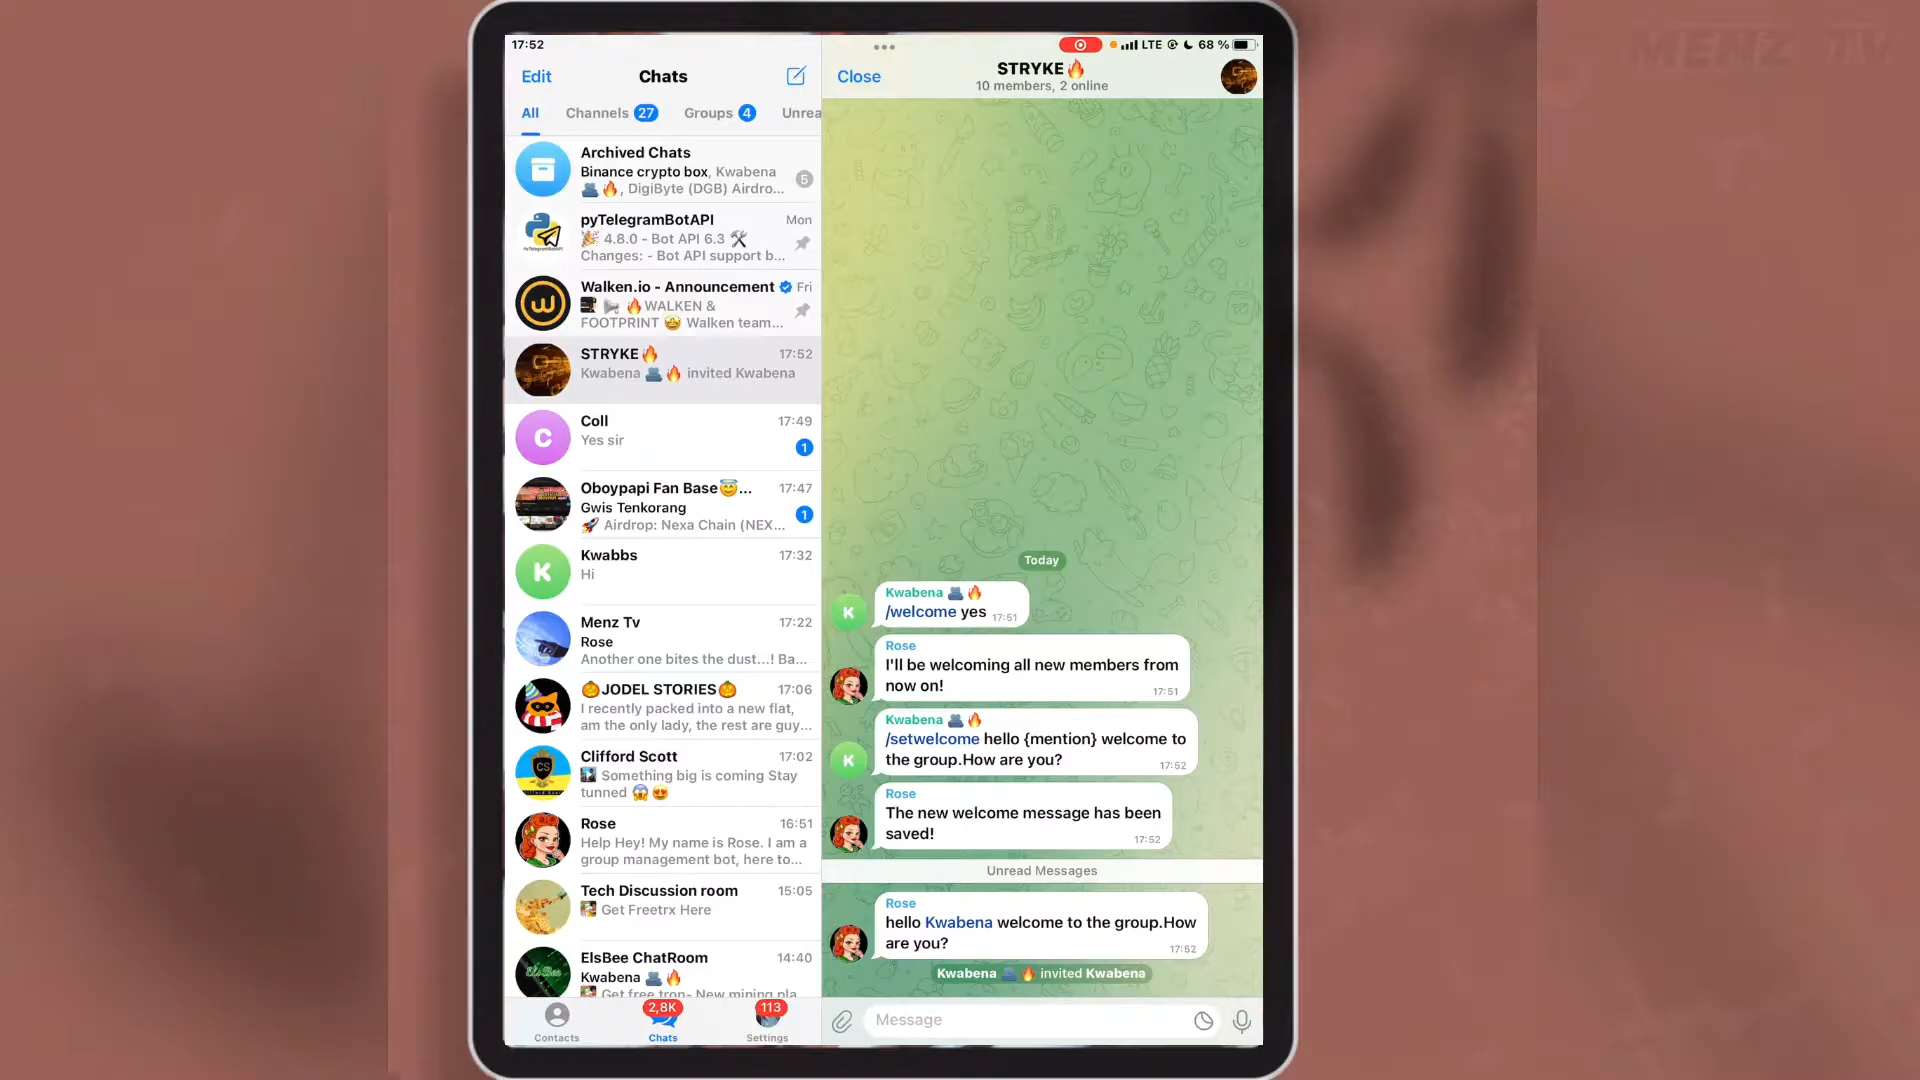 MENZ TV
17:52
LTE 68 %
Edit
Chats
All
Channels 27
Groups 4
Unrea
Archived Chats
Binance crypto box, Kwabena
👥🔥, DigiByte (DGB) Airdro...
5
pyTelegramBotAPI
Mon
🎉 4.8.0 - Bot API 6.3 🛠
Changes: - Bot API support b...
Walken.io - Announcement
Fri
🔥WALKEN &
FOOTPRINT 🤩 Walken team...
STRYKE🔥
17:52
Kwabena 👥🔥 invited Kwabena
C
Coll
17:49
Yes sir
1
Oboypapi Fan Base😇...
17:47
Gwis Tenkorang
🚀 Airdrop: Nexa Chain (NEX...
1
K
Kwabbs
17:32
Hi
Menz Tv
17:22
Rose
Another one bites the dust...! Ba...
🎃JODEL STORIES🎃
17:06
I recently packed into a new flat,
am the only lady, the rest are guy...
CS
Clifford Scott
17:02
Something big is coming Stay
tunned 😱😍
Rose
16:51
Help Hey! My name is Rose. I am a
group management bot, here to...
Tech Discussion room
15:05
Get Freetrx Here
ElsBee ChatRoom
14:40
Kwabena 👥🔥
Get free tron- New mining pla
Contacts
2,8K
Chats
113
Settings
Close
STRYKE🔥
10 members, 2 online
Today
Kwabena 👥🔥
/welcome yes
17:51
K
Rose
I'll be welcoming all new members from
now on!
17:51
Kwabena 👥🔥
/setwelcome hello {mention} welcome to
the group.How are you?
17:52
K
Rose
The new welcome message has been
saved!
17:52
Unread Messages
Rose
hello Kwabena welcome to the group.How
are you?
17:52
Kwabena 👥🔥 invited Kwabena
Message